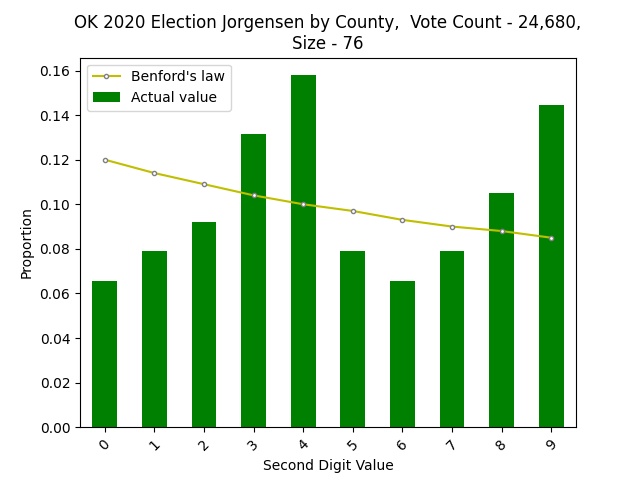 OK 2020 Election Jorgensen by County,  Vote Count - 24,680,
Size - 76
Benford's law
Actual value
0.16
0.14
0.12
0.10
0.08
0.06
0.04
0.02
0.00
Proportion
0 1 2 3 4 5 6 7 8 9
Second Digit Value